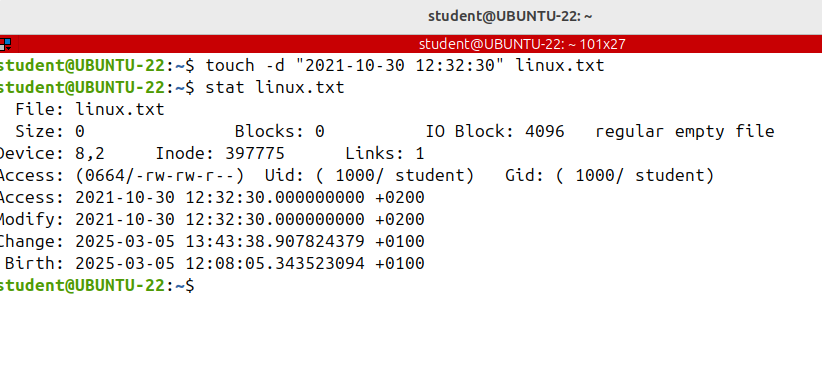 student@UBUNTU-22: ~
student@UBUNTU-22: ~ 101x27
student@UBUNTU-22:~$ touch -d "2021-10-30 12:32:30" linux.txt
student@UBUNTU-22:~$ stat linux.txt
  File: linux.txt
  Size: 0               Blocks: 0          IO Block: 4096   regular empty file
Device: 8,2     Inode: 397775      Links: 1
Access: (0664/-rw-rw-r--)  Uid: ( 1000/ student)   Gid: ( 1000/ student)
Access: 2021-10-30 12:32:30.000000000 +0200
Modify: 2021-10-30 12:32:30.000000000 +0200
Change: 2025-03-05 13:43:38.907824379 +0100
 Birth: 2025-03-05 12:08:05.343523094 +0100
student@UBUNTU-22:~$